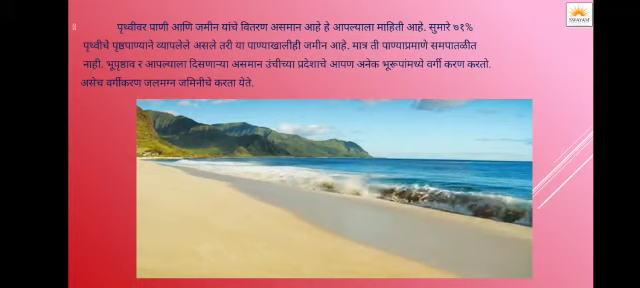 पृथ्वीवर पाणी आणि जमीन यांचे वितरण असमान आहे हे आपल्याला माहिती आहे. सुमारे ७१%
पृथ्वीचे पृष्ठपाण्याने व्यापलेले असले तरी या पाण्याखालीही जमीन आहे. मात्र ती पाण्याप्रमाणे समपातळीत
नाही. भूपृष्ठाव र आपल्याला दिसणाऱ्या असमान उंचीच्या प्रदेशाचे आपण अनेक भूरूपांमध्ये वर्गी करण करतो.
असेच वर्गीकरण जलमग्न जमिनीचे करता येते.
SWAYAM